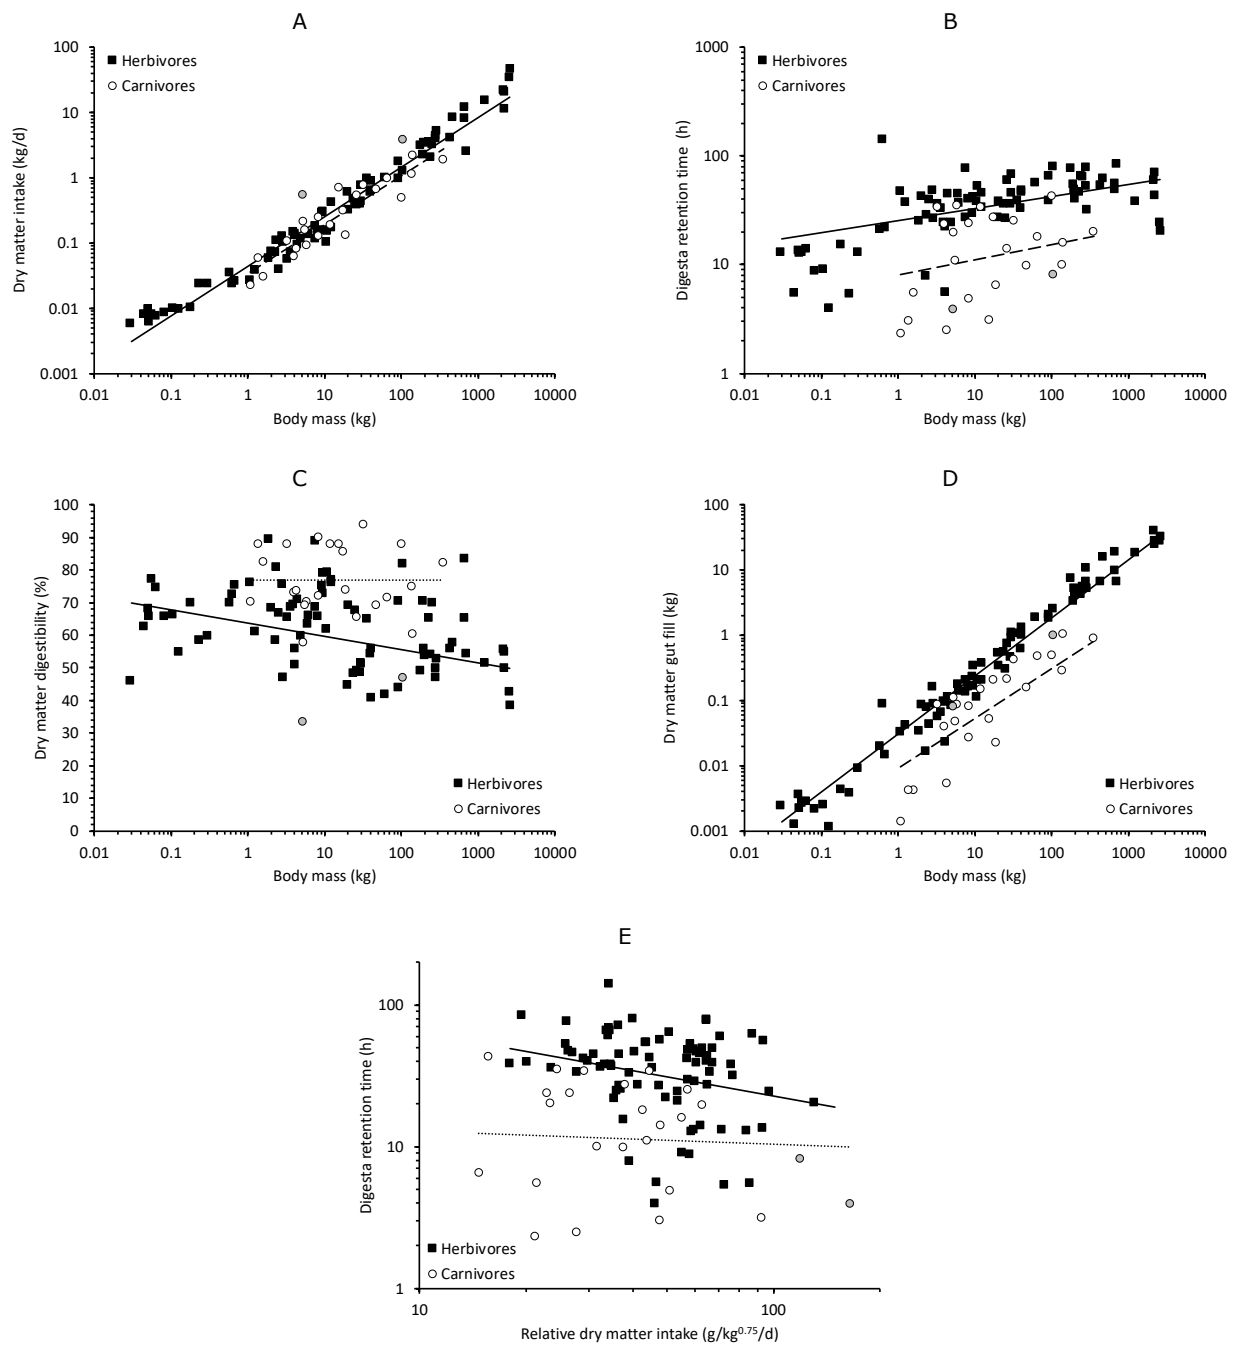 A
100
10
1
0.1
0.01
0.001
Dry matter intake (kg/d)
Herbivores
Carnivores
0.01 0.1 1 10 100 1000 10000
Body mass (kg)
B
1000
100
10
1
Digesta retention time (h)
Herbivores
Carnivores
0.01 0.1 1 10 100 1000 10000
Body mass (kg)
C
100
90
80
70
60
50
40
30
20
10
0
Dry matter digestibility (%)
Herbivores
Carnivores
0.01 0.1 1 10 100 1000 10000
Body mass (kg)
D
100
10
1
0.1
0.01
0.001
Dry matter gut fill (kg)
Herbivores
Carnivores
0.01 0.1 1 10 100 1000 10000
Body mass (kg)
E
100
10
1
Digesta retention time (h)
Herbivores
Carnivores
10 100
Relative dry matter intake (g/kg⁰·⁷⁵/d)